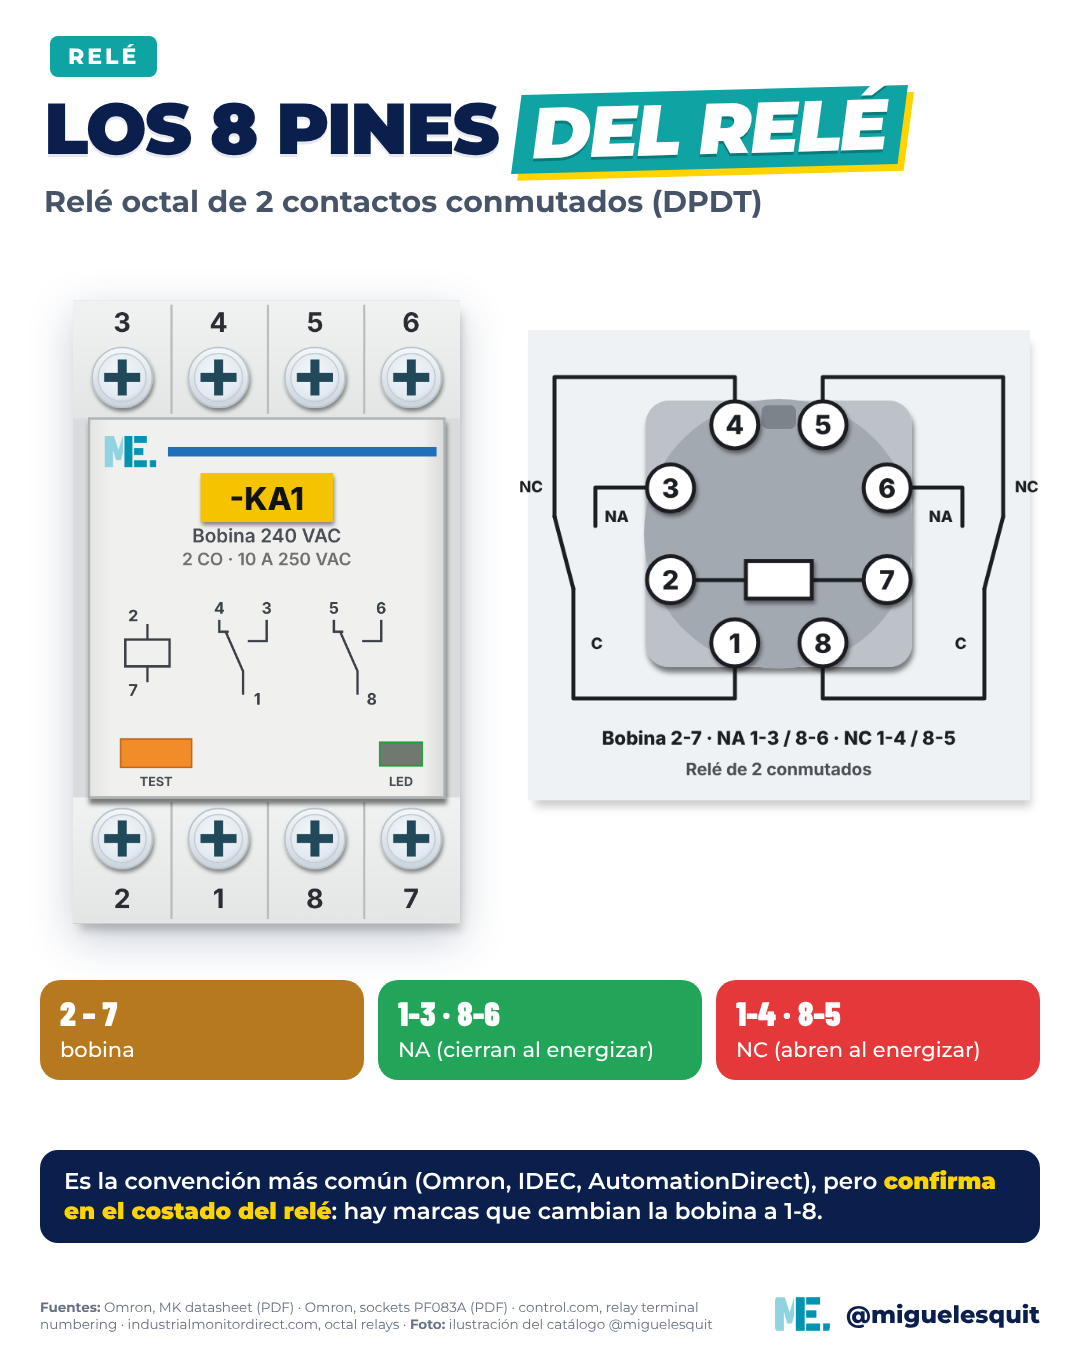 RELÉ
LOS 8 PINES DEL RELÉ
Relé octal de 2 contactos conmutados (DPDT)
3 4 5 6
ME.
-KA1
Bobina 240 VAC
2 CO · 10 A 250 VAC
2 4 3 5 6
7 1 8
TEST LED
2 1 8 7
4 5
NC 3 6 NC
NA NA
2 7
1 8
C C
Bobina 2-7 · NA 1-3 / 8-6 · NC 1-4 / 8-5
Relé de 2 conmutados
2 – 7
bobina
1-3 · 8-6
NA (cierran al energizar)
1-4 · 8-5
NC (abren al energizar)
Es la convención más común (Omron, IDEC, AutomationDirect), pero confirma
en el costado del relé: hay marcas que cambian la bobina a 1-8.
Fuentes: Omron, MK datasheet (PDF) · Omron, sockets PF083A (PDF) · control.com, relay terminal
numbering · industrialmonitordirect.com, octal relays · Foto: ilustración del catálogo @miguelesquit
ME. @miguelesquit